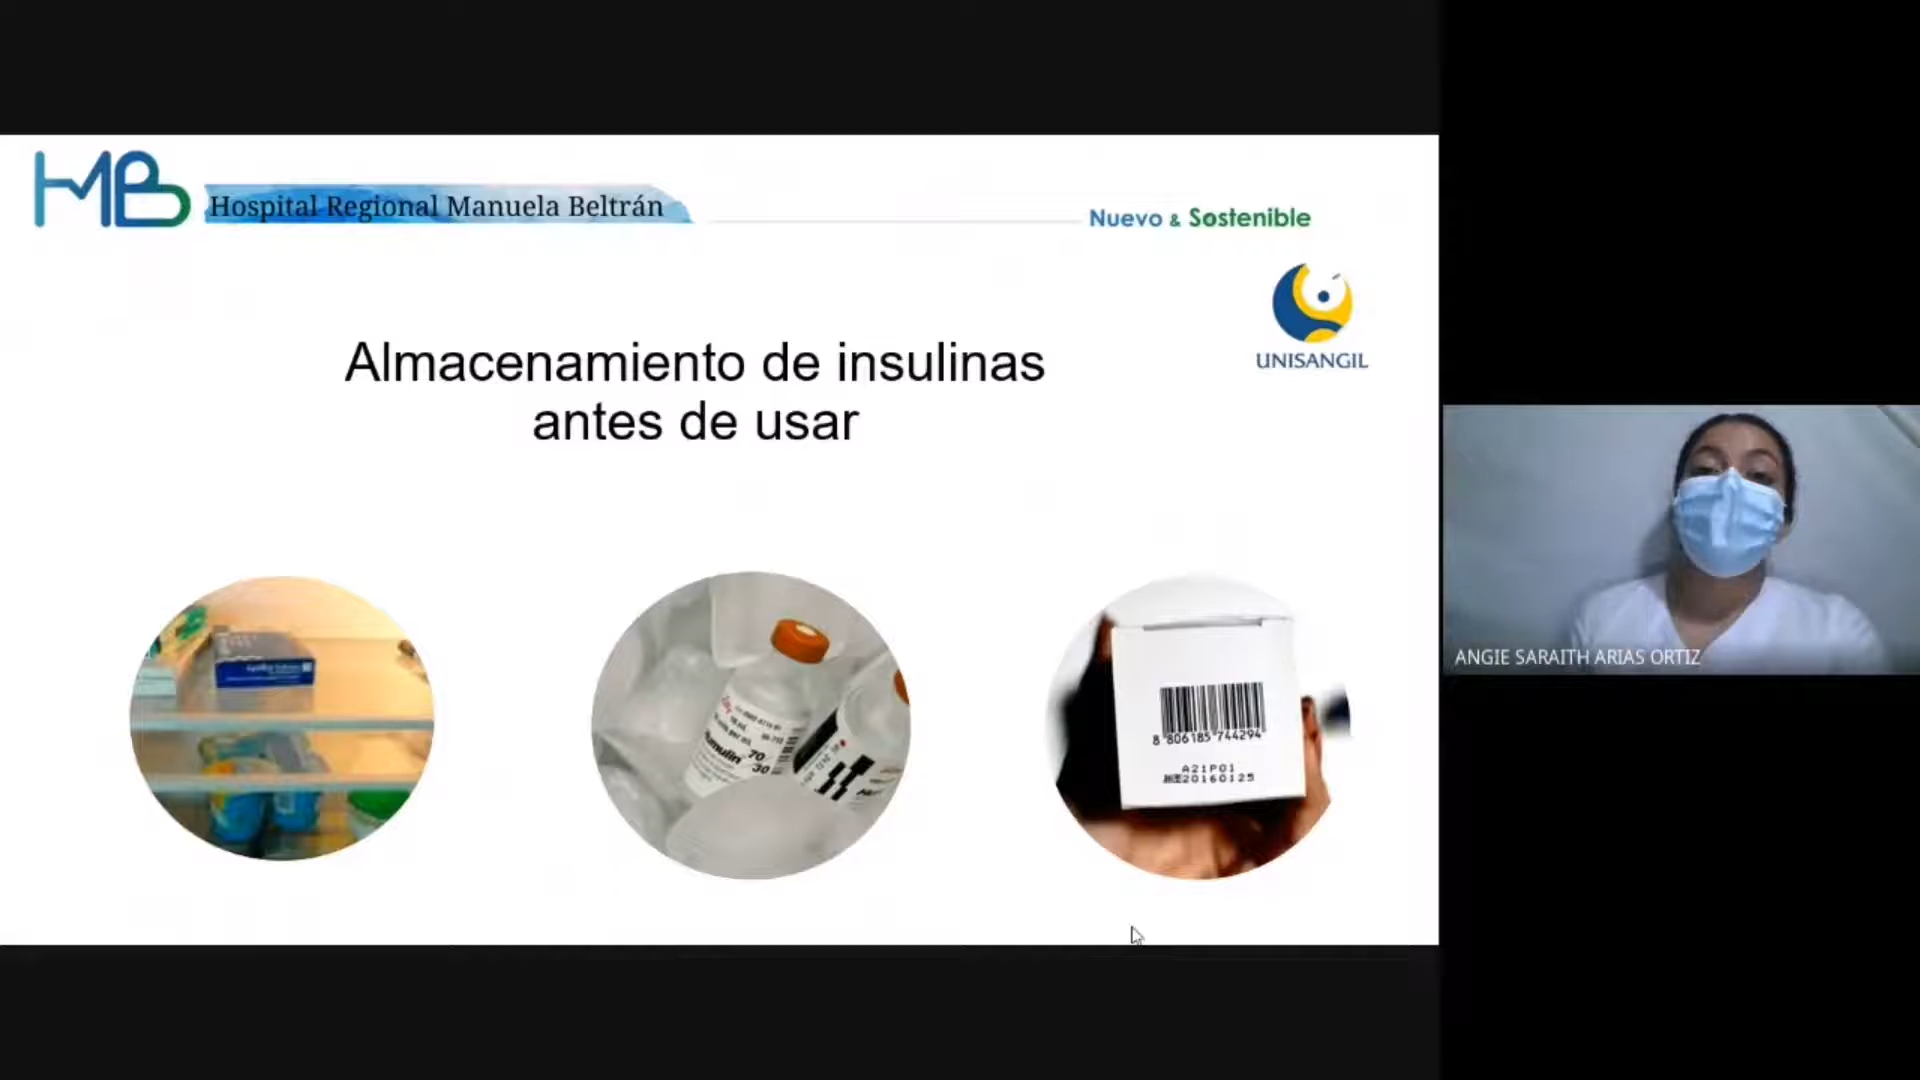 HMB
Hospital Regional Manuela Beltrán
Nuevo & Sostenible
UNISANGIL
Almacenamiento de insulinas
antes de usar
70
30
8 806185 744294
A21P01
20160125
ANGIE SARAITH ARIAS ORTIZ